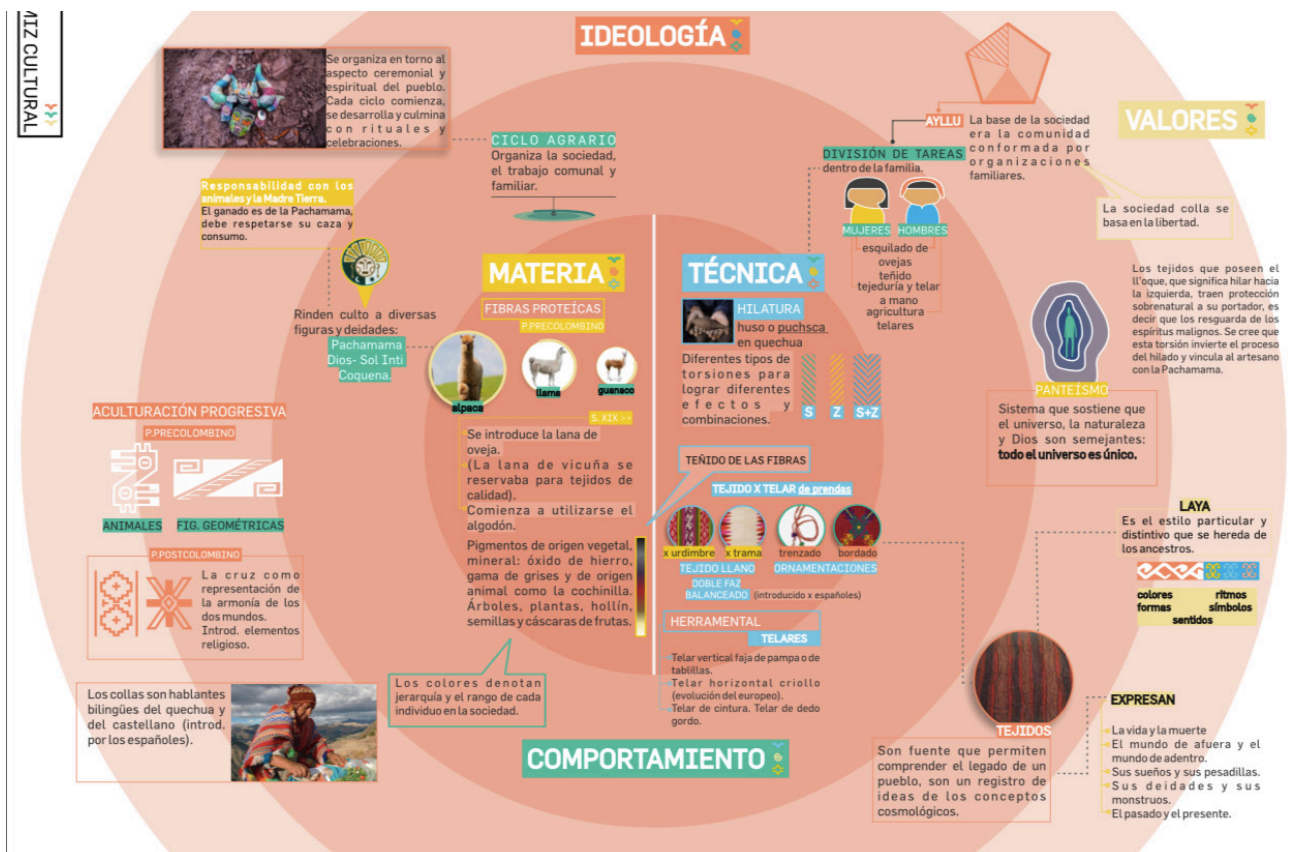 MIZ CULTURAL
IDEOLOGÍA
VALORES
Se organiza en torno al
aspecto ceremonial y
espiritual del pueblo.
Cada ciclo comienza,
se desarrolla y culmina
con rituales y
celebraciones.
CICLO AGRARIO
Organiza la sociedad,
el trabajo comunal y
familiar.
Responsabilidad con los
animales y la Madre Tierra.
El ganado es de la Pachamama,
debe respetarse su caza y
consumo.
Rinden culto a diversas
figuras y deidades:
Pachamama
Dios- Sol Inti
Coquena.
AYLLU
La base de la sociedad
era la comunidad
conformada por
organizaciones
familiares.
DIVISIÓN DE TAREAS
dentro de la familia.
MUJERES
HOMBRES
esquilado de
ovejas
teñido
tejeduría y telar
a mano
agricultura
telares
La sociedad colla se
basa en la libertad.
MATERIA
FIBRAS PROTEÍCAS
P.PRECOLOMBINO
alpaca
llama
guanaco
S. XIX >>
Se introduce la lana de
oveja.
(La lana de vicuña se
reservaba para tejidos de
calidad).
Comienza a utilizarse el
algodón.
Pigmentos de origen vegetal,
mineral: óxido de hierro,
gama de grises y de origen
animal como la cochinilla.
Árboles, plantas, hollín,
semillas y cáscaras de frutas.
TÉCNICA
HILATURA
huso o puchsca
en quechua
Diferentes tipos de
torsiones para
lograr diferentes
efectos y
combinaciones.
S
Z
S+Z
TEÑIDO DE LAS FIBRAS
TEJIDO X TELAR de prendas
x urdimbre
x trama
trenzado
bordado
TEJIDO LLANO
ORNAMENTACIONES
DOBLE FAZ
BALANCEADO (introducido x españoles)
HERRAMENTAL
TELARES
Telar vertical faja de pampa o de
tablillas.
Telar horizontal criollo
(evolución del europeo).
Telar de cintura. Telar de dedo
gordo.
Los tejidos que poseen el
ll'oque, que significa hilar hacia
la izquierda, traen protección
sobrenatural a su portador, es
decir que los resguarda de los
espíritus malignos. Se cree que
esta torsión invierte el proceso
del hilado y vincula al artesano
con la Pachamama.
PANTEÍSMO
Sistema que sostiene que
el universo, la naturaleza
y Dios son semejantes:
todo el universo es único.
ACULTURACIÓN PROGRESIVA
P.PRECOLOMBINO
ANIMALES
FIG. GEOMÉTRICAS
P.POSTCOLOMBINO
La cruz como
representación de
la armonía de los
dos mundos.
Introd. elementos
religioso.
Los collas son hablantes
bilingües del quechua y
del castellano (introd.
por los españoles).
Los colores denotan
jerarquía y el rango de cada
individuo en la sociedad.
COMPORTAMIENTO
LAYA
Es el estilo particular y
distintivo que se hereda de
los ancestros.
colores
ritmos
formas
símbolos
sentidos
TEJIDOS
Son fuente que permiten
comprender el legado de un
pueblo, son un registro de
ideas de los conceptos
cosmológicos.
EXPRESAN
La vida y la muerte
El mundo de afuera y el
mundo de adentro.
Sus sueños y sus pesadillas.
Sus deidades y sus
monstruos.
El pasado y el presente.